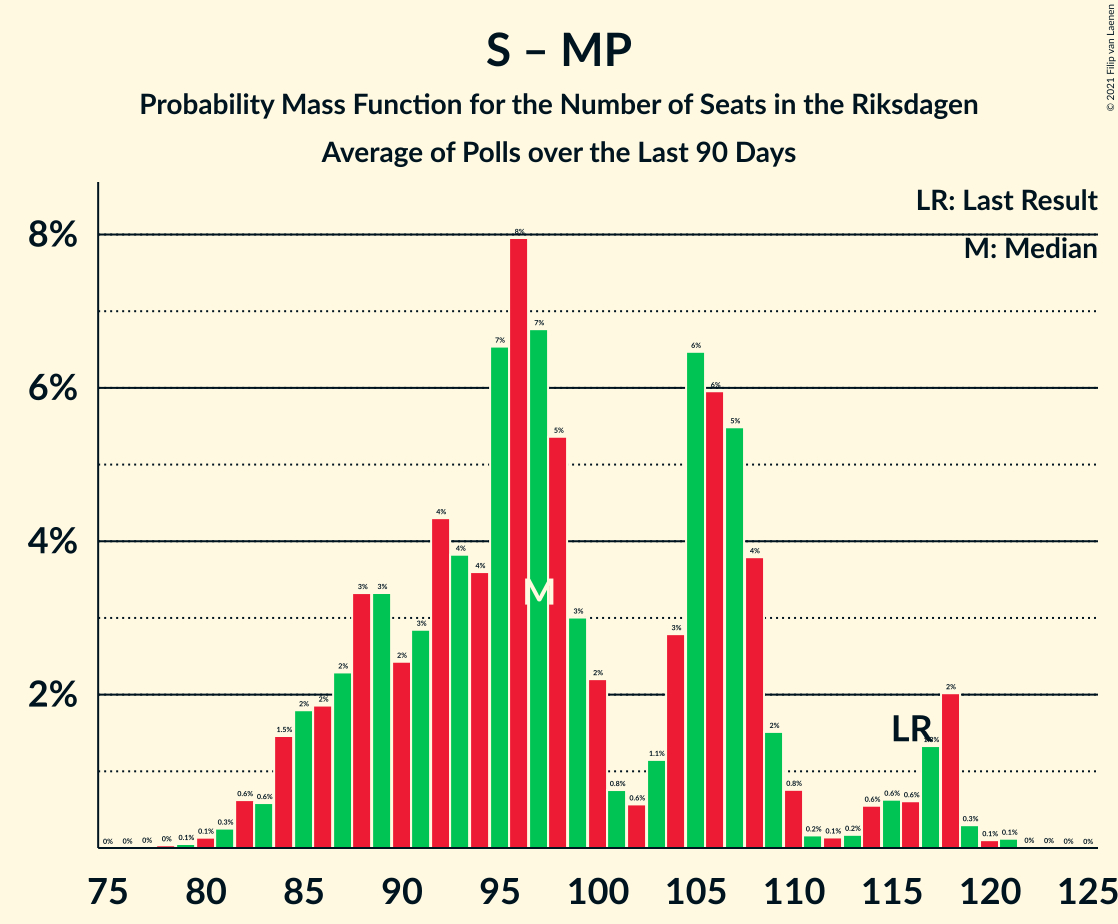 S – MP
Probability Mass Function for the Number of Seats in the Riksdagen
Average of Polls over the Last 90 Days
© 2021 Filip van Laenen
LR: Last Result
M: Median
8%
6%
4%
2%
0% 0% 0% 0% 0.1% 0.1% 0.3% 0.6% 0.6% 1.5% 2% 2% 2% 3% 3% 2% 3% 4% 4% 4% 7% 8% 7% 5% 3% 2% 0.8% 0.6% 1.1% 3% 6% 6% 5% 4% 2% 0.8% 0.2% 0.1% 0.2% 0.6% 0.6% 0.6% 2% 0.3% 0.1% 0.1% 0% 0% 0% 0%
M
LR
75 80 85 90 95 100 105 110 115 120 125